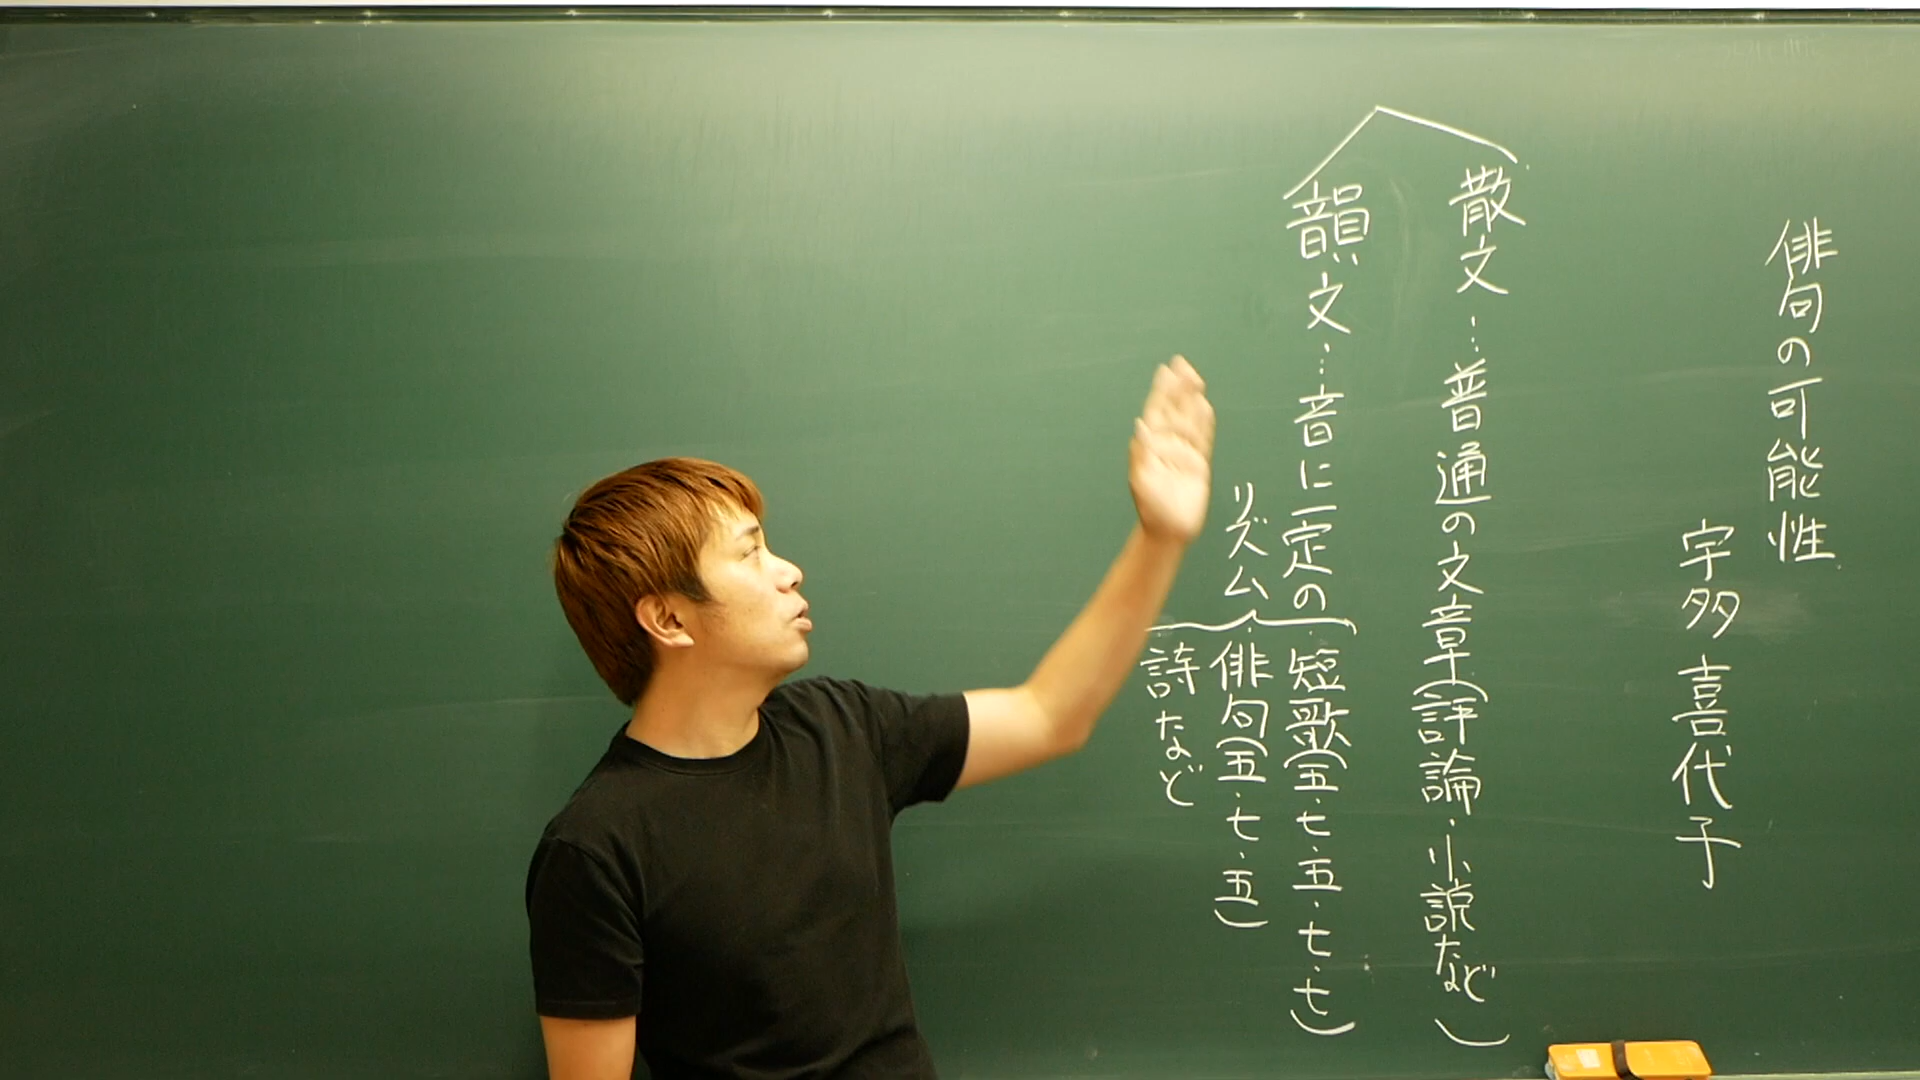 俳句の可能性
宇多喜代子
散文…普通の文章(評論・小説など)
韻文…音に一定の
リズム
短歌(五・七・五・七・七)
俳句(五・七・五)
詩など